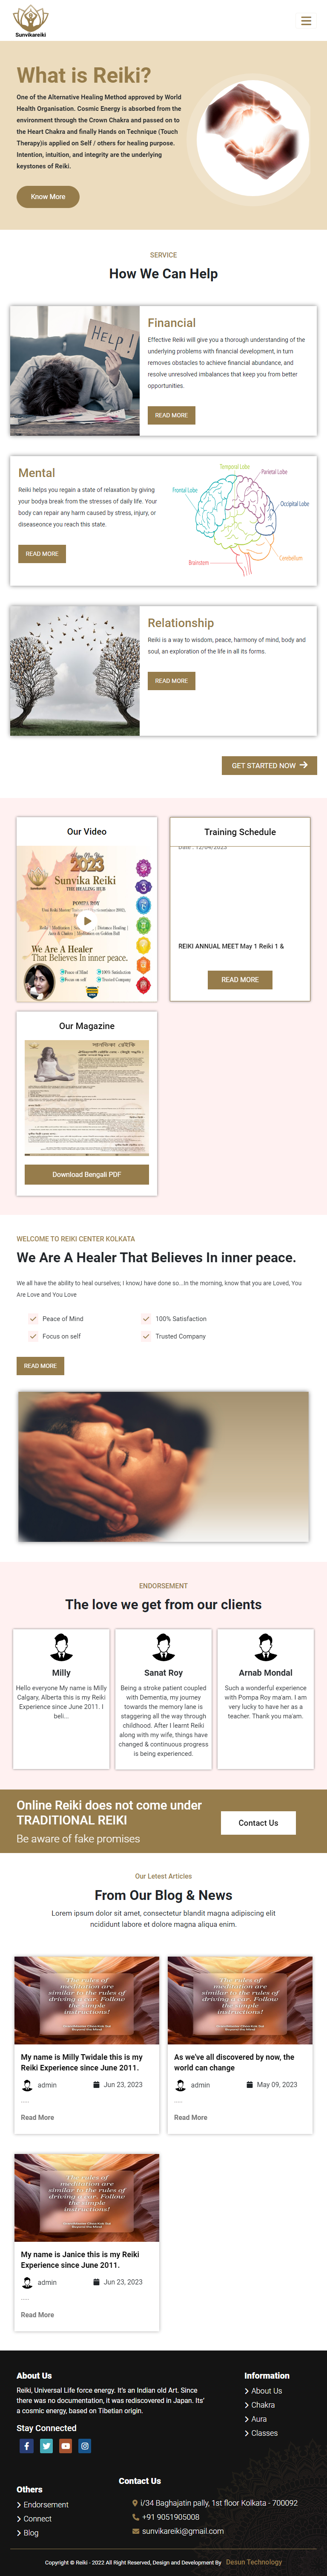 Sunvikareiki
What is Reiki?
One of the Alternative Healing Method approved by World
Health Organisation. Cosmic Energy is absorbed from the
environment through the Crown Chakra and passed on to
the Heart Chakra and finally Hands on Technique (Touch
Therapy)is applied on Self / others for healing purpose.
Intention, intuition, and integrity are the underlying
keystones of Reiki.
Know More
SERVICE
How We Can Help
HELP!
Financial
Effective Reiki will give you a thorough understanding of the
underlying problems with financial development, in turn
removes obstacles to achieve financial abundance, and
resolve unresolved imbalances that keep you from better
opportunities.
READ MORE
Mental
Reiki helps you regain a state of relaxation by giving
your bodya break from the stresses of daily life. Your
body can repair any harm caused by stress, injury, or
diseaseonce you reach this state.
READ MORE
Temporal Lobe
Parietal Lobe
Frontal Lobe
Occipital Lobe
Cerebellum
Brainstem
Relationship
Reiki is a way to wisdom, peace, harmony of mind, body and
soul, an exploration of the life in all its forms.
READ MORE
GET STARTED NOW
Our Video
2023
Sunvika Reiki
THE HEALING HUB
We Are A Healer
That Believes In inner peace.
Peace of Mind
100% Satisfaction
Focus on self
Trusted Company
Training Schedule
Date : 12/04/2023
REIKI ANNUAL MEET May 1 Reiki 1 &
READ MORE
Our Magazine
Download Bengali PDF
WELCOME TO REIKI CENTER KOLKATA
We Are A Healer That Believes In inner peace.
We all have the ability to heal ourselves; I know,I have done so...In the morning, know that you are Loved, You
Are Love and You Love
Peace of Mind
100% Satisfaction
Focus on self
Trusted Company
READ MORE
ENDORSEMENT
The love we get from our clients
Milly
Hello everyone My name is Milly
Calgary, Alberta this is my Reiki
Experience since June 2011. I
beli...
Sanat Roy
Being a stroke patient coupled
with Dementia, my journey
towards the memory lane is
staggering all the way through
childhood. After I learnt Reiki
along with my wife, things have
changed & continuous progress
is being experienced.
Arnab Mondal
Such a wonderful experience
with Pompa Roy ma'am. I am
very lucky to have her as a
teacher. Thank you ma'am.
Online Reiki does not come under
TRADITIONAL REIKI
Be aware of fake promises
Contact Us
Our Letest Articles
From Our Blog & News
Lorem ipsum dolor sit amet, consectetur blandit magna adipiscing elit
ncididunt labore et dolore magna aliqua enim.
The rules of
meditation are
similar to the rules of
driving a car. Follow
the simple
instructions!
My name is Milly Twidale this is my
Reiki Experience since June 2011.
admin
Jun 23, 2023
Read More
The rules of
meditation are
similar to the rules of
driving a car. Follow
the simple
instructions!
As we've all discovered by now, the
world can change
admin
May 09, 2023
Read More
The rules of
meditation are
similar to the rules of
driving a car. Follow
the simple
instructions!
My name is Janice this is my Reiki
Experience since June 2011.
admin
Jun 23, 2023
Read More
About Us
Reiki, Universal Life force energy. It's an Indian old Art. Since
there was no documentation, it was rediscovered in Japan. Its'
a cosmic energy, based on Tibetan origin.
Stay Connected
Information
About Us
Chakra
Aura
Classes
Others
Endorsement
Connect
Blog
Contact Us
i/34 Baghajatin pally, 1st floor Kolkata - 700092
+91 9051905008
sunvikareiki@gmail.com
Copyright © Reiki - 2022 All Right Reserved, Design and Development By Desun Technology